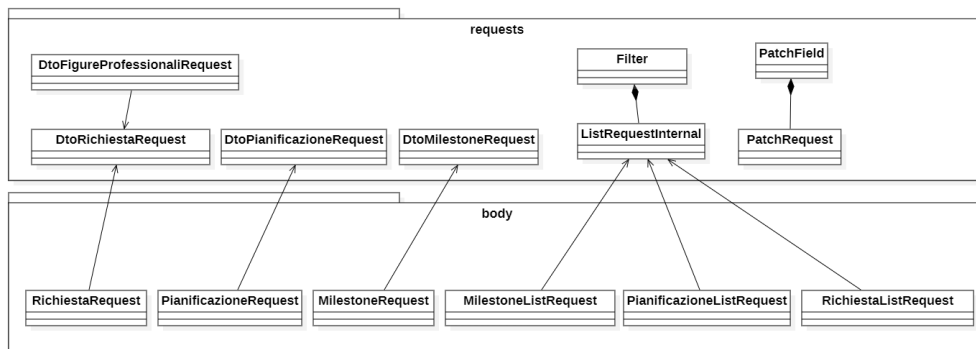 requests
DtoFigureProfessionaliRequest
Filter
PatchField
DtoRichiestaRequest
DtoPianificazioneRequest
DtoMilestoneRequest
ListRequestInternal
PatchRequest
body
RichiestaRequest
PianificazioneRequest
MilestoneRequest
MilestoneListRequest
PianificazioneListRequest
RichiestaListRequest